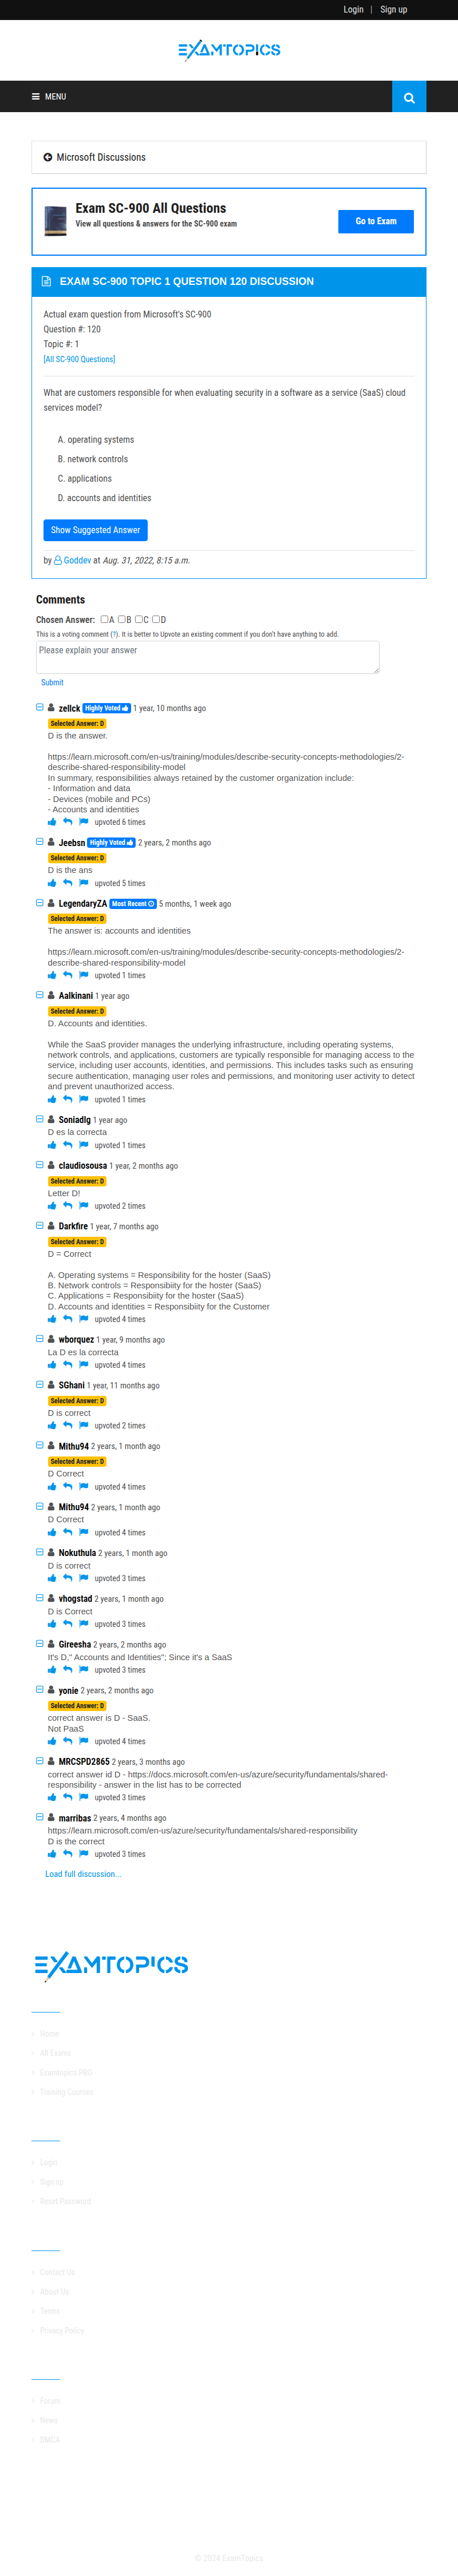 Login | Sign up
EXAMTOPICS
MENU
Microsoft Discussions
Exam SC-900 All Questions
View all questions & answers for the SC-900 exam
Go to Exam
EXAM SC-900 TOPIC 1 QUESTION 120 DISCUSSION
Actual exam question from Microsoft's SC-900
Question #: 120
Topic #: 1
[All SC-900 Questions]
What are customers responsible for when evaluating security in a software as a service (SaaS) cloud
services model?
A. operating systems
B. network controls
C. applications
D. accounts and identities
Show Suggested Answer
by Goddev at Aug. 31, 2022, 8:15 a.m.
Comments
Chosen Answer: A B C D
This is a voting comment (?). It is better to Upvote an existing comment if you don't have anything to add.
Please explain your answer
Submit
zellck Highly Voted 1 year, 10 months ago
Selected Answer: D
D is the answer.
https://learn.microsoft.com/en-us/training/modules/describe-security-concepts-methodologies/2-
describe-shared-responsibility-model
In summary, responsibilities always retained by the customer organization include:
- Information and data
- Devices (mobile and PCs)
- Accounts and identities
upvoted 6 times
Jeebsn Highly Voted 2 years, 2 months ago
Selected Answer: D
D is the ans
upvoted 5 times
LegendaryZA Most Recent 5 months, 1 week ago
Selected Answer: D
The answer is: accounts and identities
https://learn.microsoft.com/en-us/training/modules/describe-security-concepts-methodologies/2-
describe-shared-responsibility-model
upvoted 1 times
Aalkinani 1 year ago
Selected Answer: D
D. Accounts and identities.
While the SaaS provider manages the underlying infrastructure, including operating systems,
network controls, and applications, customers are typically responsible for managing access to the
service, including user accounts, identities, and permissions. This includes tasks such as ensuring
secure authentication, managing user roles and permissions, and monitoring user activity to detect
and prevent unauthorized access.
upvoted 1 times
Soniadlg 1 year ago
D es la correcta
upvoted 1 times
claudiosousa 1 year, 2 months ago
Selected Answer: D
Letter D!
upvoted 2 times
Darkfire 1 year, 7 months ago
Selected Answer: D
D = Correct
A. Operating systems = Responsibility for the hoster (SaaS)
B. Network controls = Responsibiity for the hoster (SaaS)
C. Applications = Responsibiity for the hoster (SaaS)
D. Accounts and identities = Responsibiity for the Customer
upvoted 4 times
wborquez 1 year, 9 months ago
La D es la correcta
upvoted 4 times
SGhani 1 year, 11 months ago
Selected Answer: D
D is correct
upvoted 2 times
Mithu94 2 years, 1 month ago
Selected Answer: D
D Correct
upvoted 4 times
Mithu94 2 years, 1 month ago
D Correct
upvoted 4 times
Nokuthula 2 years, 1 month ago
D is correct
upvoted 3 times
vhogstad 2 years, 1 month ago
D is Correct
upvoted 3 times
Gireesha 2 years, 2 months ago
It's D," Accounts and Identities"; Since it's a SaaS
upvoted 3 times
yonie 2 years, 2 months ago
Selected Answer: D
correct answer is D - SaaS.
Not PaaS
upvoted 4 times
MRCSPD2865 2 years, 3 months ago
correct answer id D - https://docs.microsoft.com/en-us/azure/security/fundamentals/shared-
responsibility - answer in the list has to be corrected
upvoted 3 times
marribas 2 years, 4 months ago
https://learn.microsoft.com/en-us/azure/security/fundamentals/shared-responsibility
D is the correct
upvoted 3 times
Load full discussion...
EXAMTOPICS
Home
All Exams
Examtopics PRO
Training Courses
Login
Sign up
Reset Password
Contact Us
About Us
Terms
Privacy Policy
Forum
News
DMCA
© 2024 ExamTopics